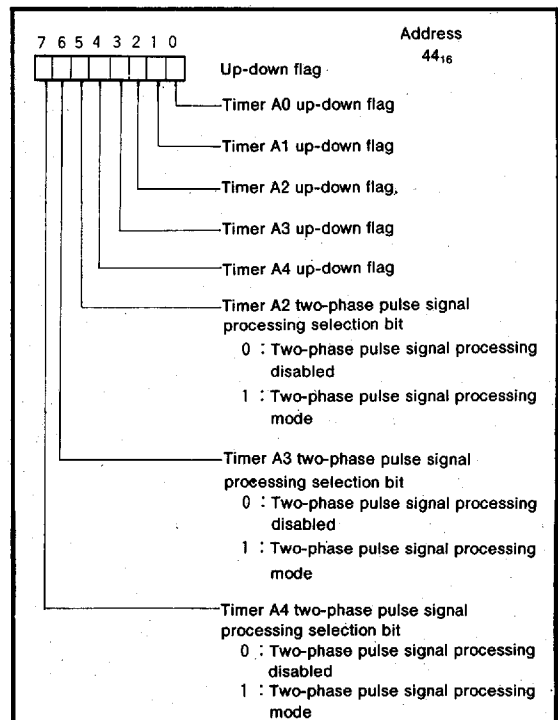 Address
7 6 5 4 3 2 1 0
44₁₆
Up-down flag
Timer A0 up-down flag
Timer A1 up-down flag
Timer A2 up-down flag
Timer A3 up-down flag
Timer A4 up-down flag
Timer A2 two-phase pulse signal
processing selection bit
0 : Two-phase pulse signal processing
disabled
1 : Two-phase pulse signal processing
mode
Timer A3 two-phase pulse signal
processing selection bit
0 : Two-phase pulse signal processing
disabled
1 : Two-phase pulse signal processing
mode
Timer A4 two-phase pulse signal
processing selection bit
0 : Two-phase pulse signal processing
disabled
1 : Two-phase pulse signal processing
mode